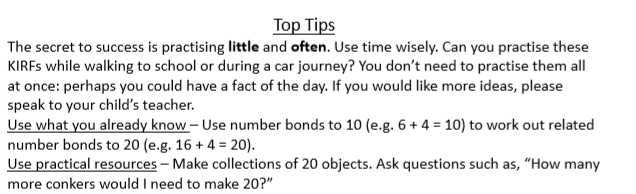 Top Tips
The secret to success is practising little and often. Use time wisely. Can you practise these
KIRFs while walking to school or during a car journey? You don't need to practise them all
at once: perhaps you could have a fact of the day. If you would like more ideas, please
speak to your child's teacher.
Use what you already know – Use number bonds to 10 (e.g. 6 + 4 = 10) to work out related
number bonds to 20 (e.g. 16 + 4 = 20).
Use practical resources – Make collections of 20 objects. Ask questions such as, "How many
more conkers would I need to make 20?"